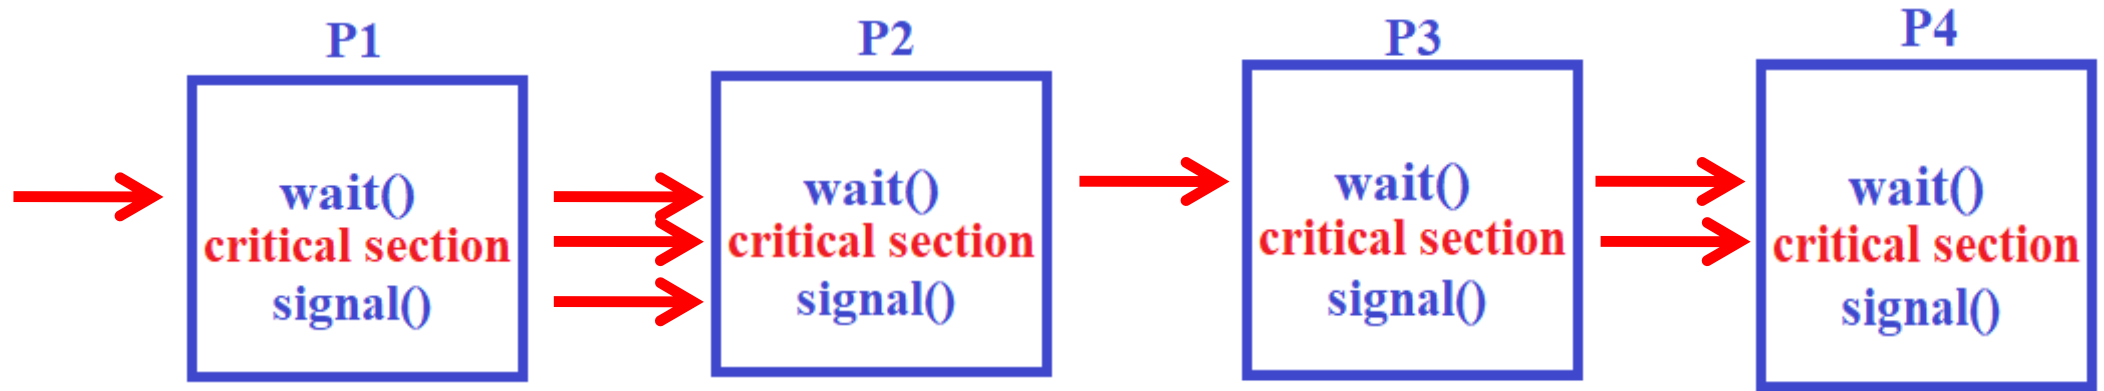 P1
wait()
critical section
signal()
P2
wait()
critical section
signal()
P3
wait()
critical section
signal()
P4
wait()
critical section
signal()